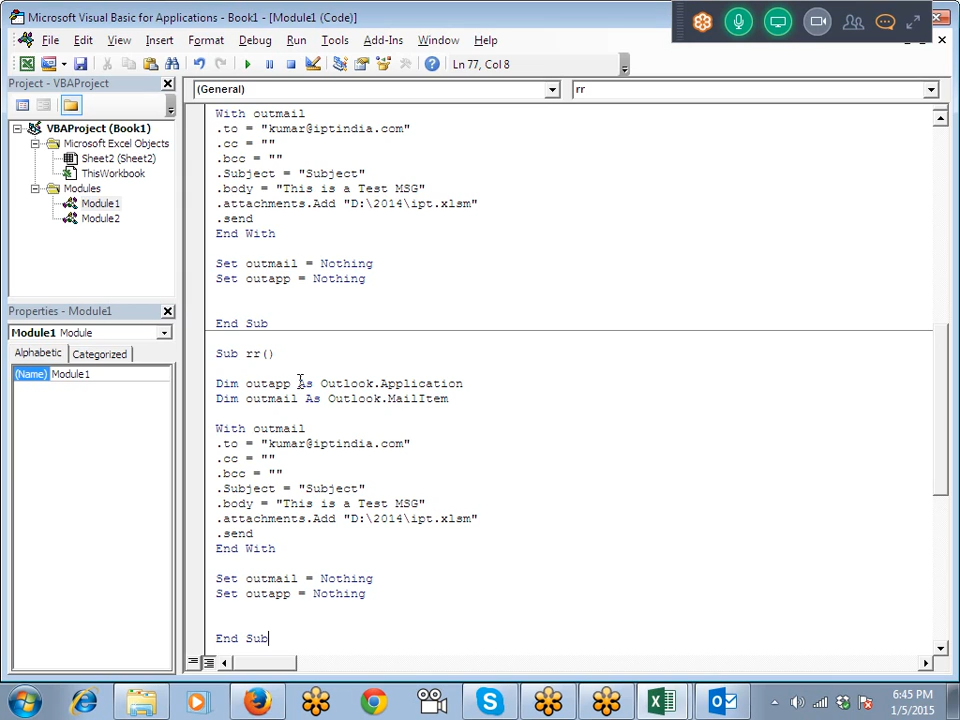 Microsoft Visual Basic for Applications - Book1 - [Module1 (Code)]
File Edit View Insert Format Debug Run Tools Add-Ins Window Help
Ln 77, Col 8
Project - VBAProject
(General)
rr
VBAProject (Book1)
Microsoft Excel Objects
Sheet2 (Sheet2)
ThisWorkbook
Modules
Module1
Module2
Properties - Module1
Module1 Module
Alphabetic Categorized
(Name) Module1
With outmail
.to = "kumar@iptindia.com"
.cc = ""
.bcc = ""
.Subject = "Subject"
.body = "This is a Test MSG"
.attachments.Add "D:\2014\ipt.xlsm"
.send
End With
Set outmail = Nothing
Set outapp = Nothing
End Sub
Sub rr()
Dim outapp As Outlook.Application
Dim outmail As Outlook.MailItem
With outmail
.to = "kumar@iptindia.com"
.cc = ""
.bcc = ""
.Subject = "Subject"
.body = "This is a Test MSG"
.attachments.Add "D:\2014\ipt.xlsm"
.send
End With
Set outmail = Nothing
Set outapp = Nothing
End Sub
6:45 PM
1/5/2015